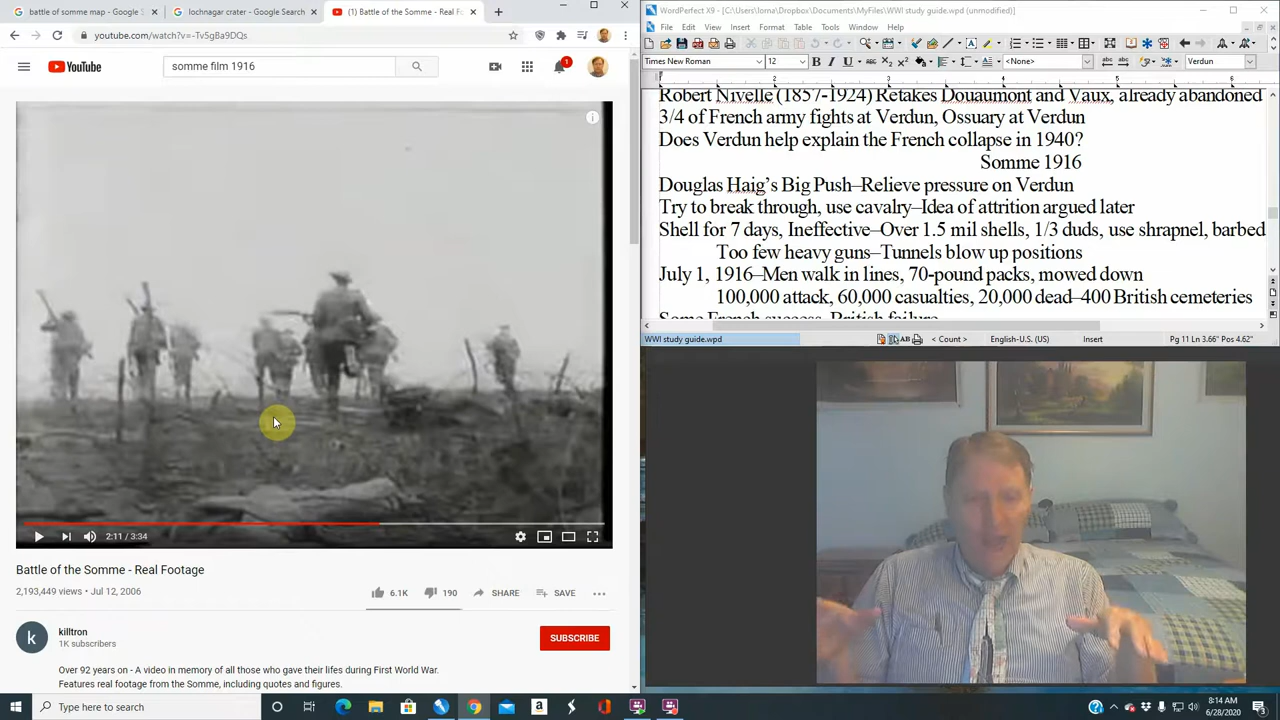 battle of somme map - Google S
lochnagar crater - Google Search
(1) Battle of the Somme - Real F
youtube.com/watch?v=-Tv5gBa9DQs
YouTube
somme film 1916
1
2:11 / 3:34
Battle of the Somme - Real Footage
2,193,449 views • Jul 12, 2006
6.1K
190
SHARE
SAVE
k
killtron
1K subscribers
SUBSCRIBE
Over 92 years on - A video in memory of all those who gave their lifes during First World War.
Features real footage from the Somme, including quotes and figures.
WordPerfect X9 - [C:\Users\lorna\Dropbox\Documents\MyFiles\WWI study guide.wpd (unmodified)]
File Edit View Insert Format Table Tools Window Help
Times New Roman 12 B I U <None> Verdun
2 3 4 5 6
Robert Nivelle (1857-1924) Retakes Douaumont and Vaux, already abandoned
3/4 of French army fights at Verdun, Ossuary at Verdun
Does Verdun help explain the French collapse in 1940?
Somme 1916
Douglas Haig’s Big Push–Relieve pressure on Verdun
Try to break through, use cavalry–Idea of attrition argued later
Shell for 7 days, Ineffective–Over 1.5 mil shells, 1/3 duds, use shrapnel, barbed
Too few heavy guns–Tunnels blow up positions
July 1, 1916–Men walk in lines, 70-pound packs, mowed down
100,000 attack, 60,000 casualties, 20,000 dead–400 British cemeteries
Some French success, British failure
WWI study guide.wpd
AB < Count > English-U.S. (US) Insert Pg 11 Ln 3.66" Pos 4.62"
Type here to search
8:14 AM
6/28/2020